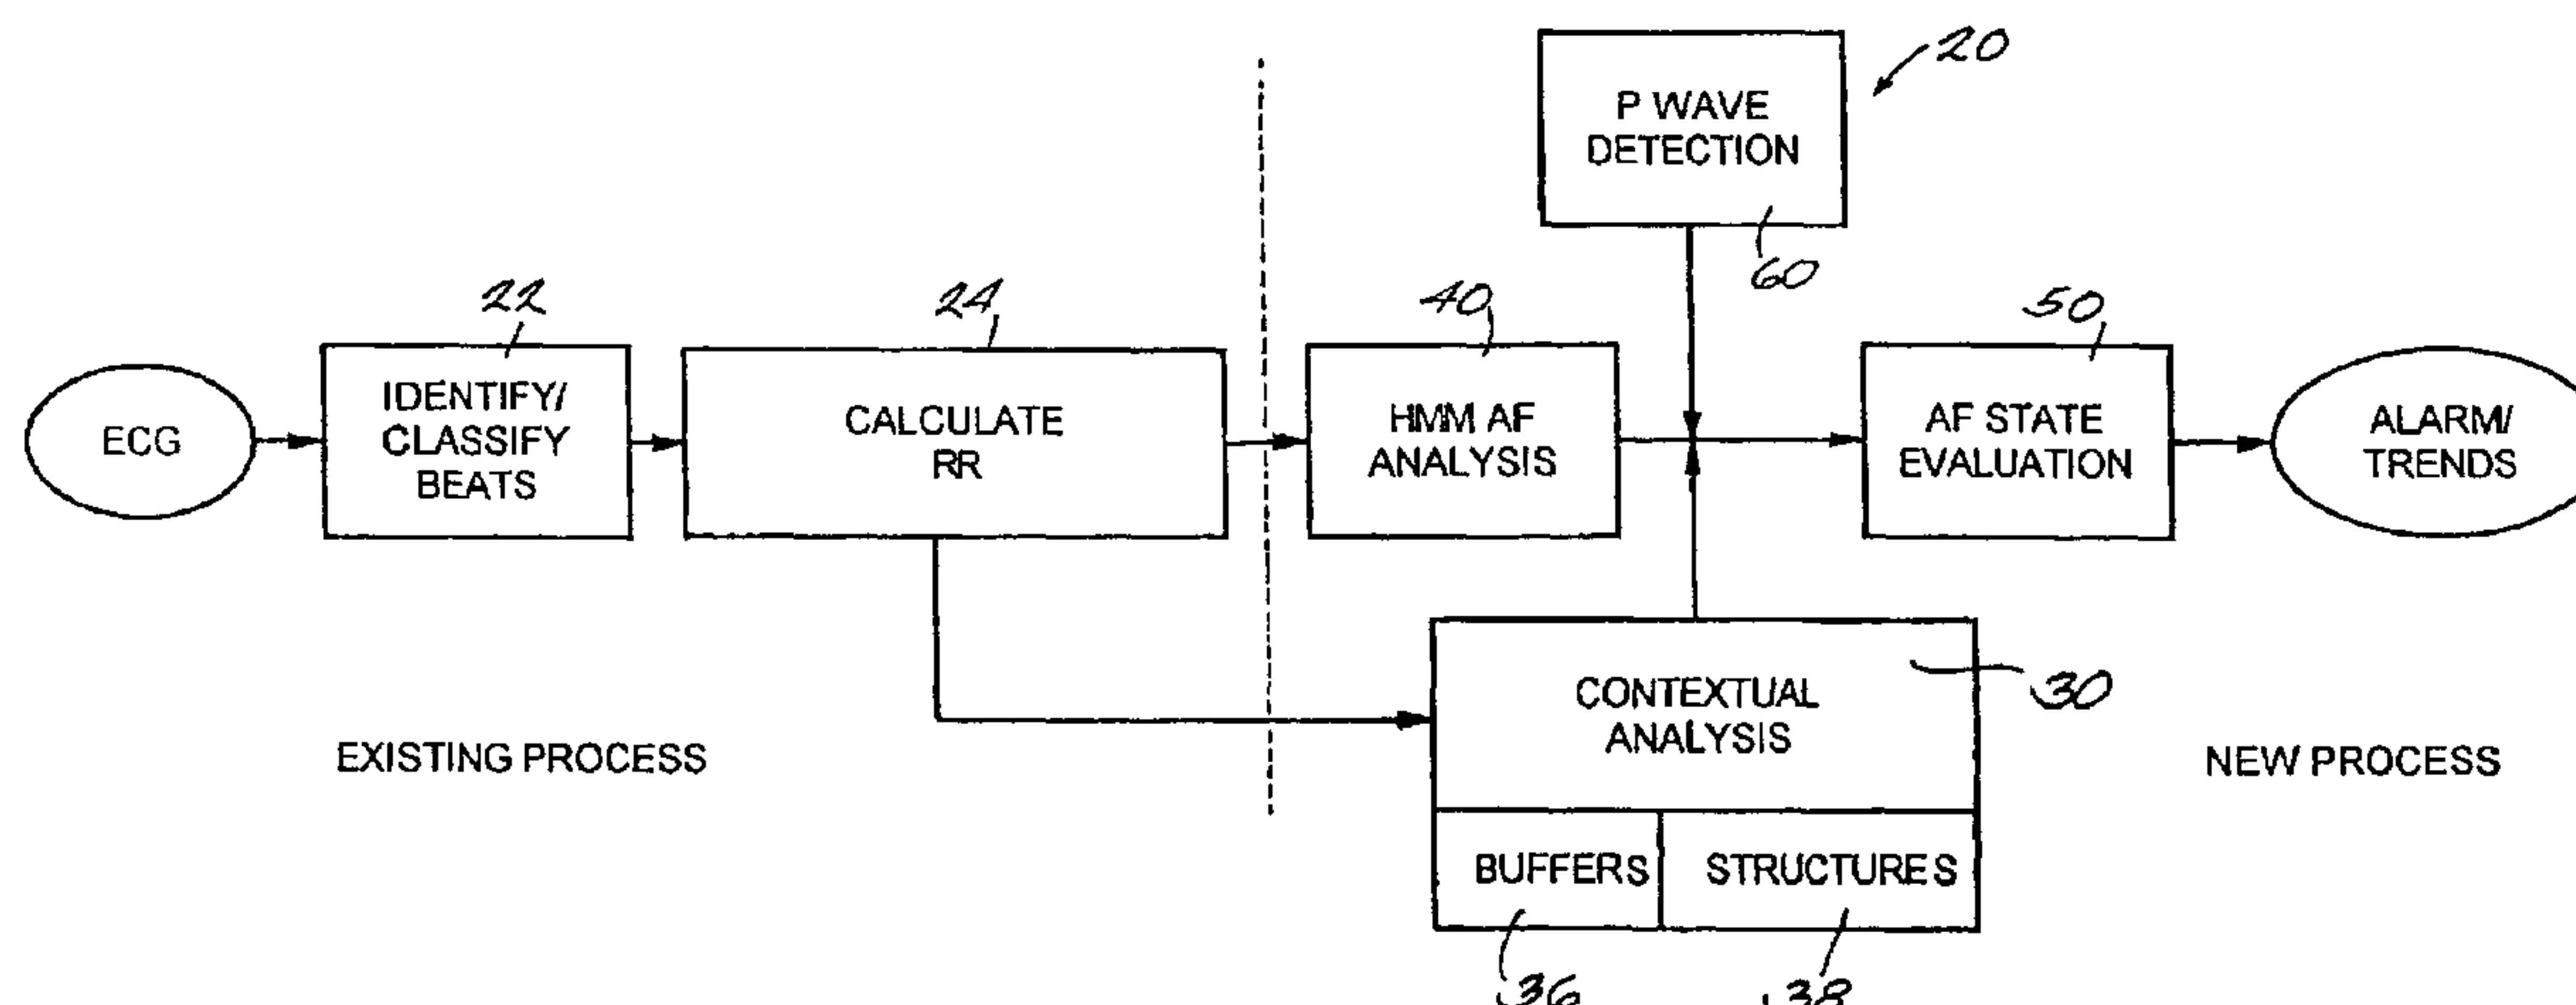 20
P WAVE
DETECTION
60
22
24
40
50
ECG
IDENTIFY/
CLASSIFY
BEATS
CALCULATE
RR
HMM AF
ANALYSIS
AF STATE
EVALUATION
ALARM/
TRENDS
CONTEXTUAL
ANALYSIS
30
EXISTING PROCESS
NEW PROCESS
BUFFERS
STRUCTURES
36
38